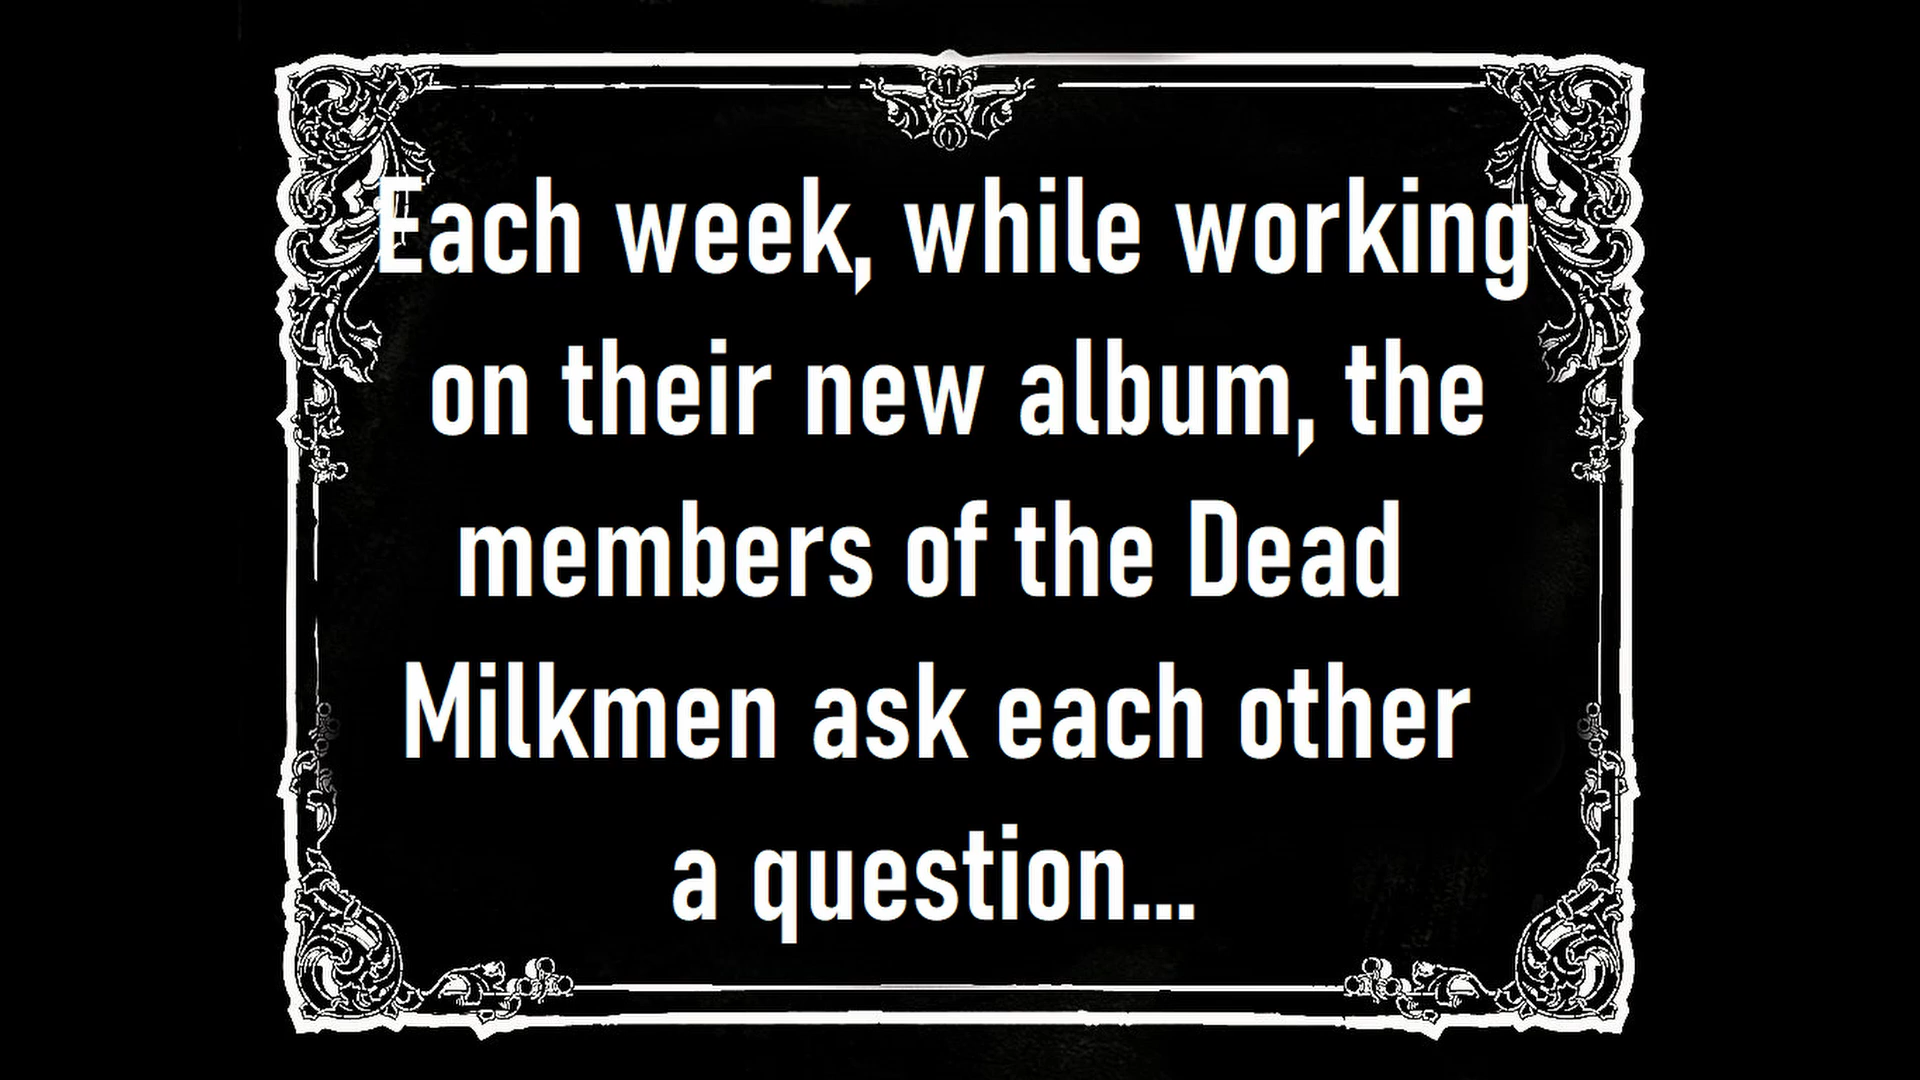 Each week, while working
on their new album, the
members of the Dead
Milkmen ask each other
a question...